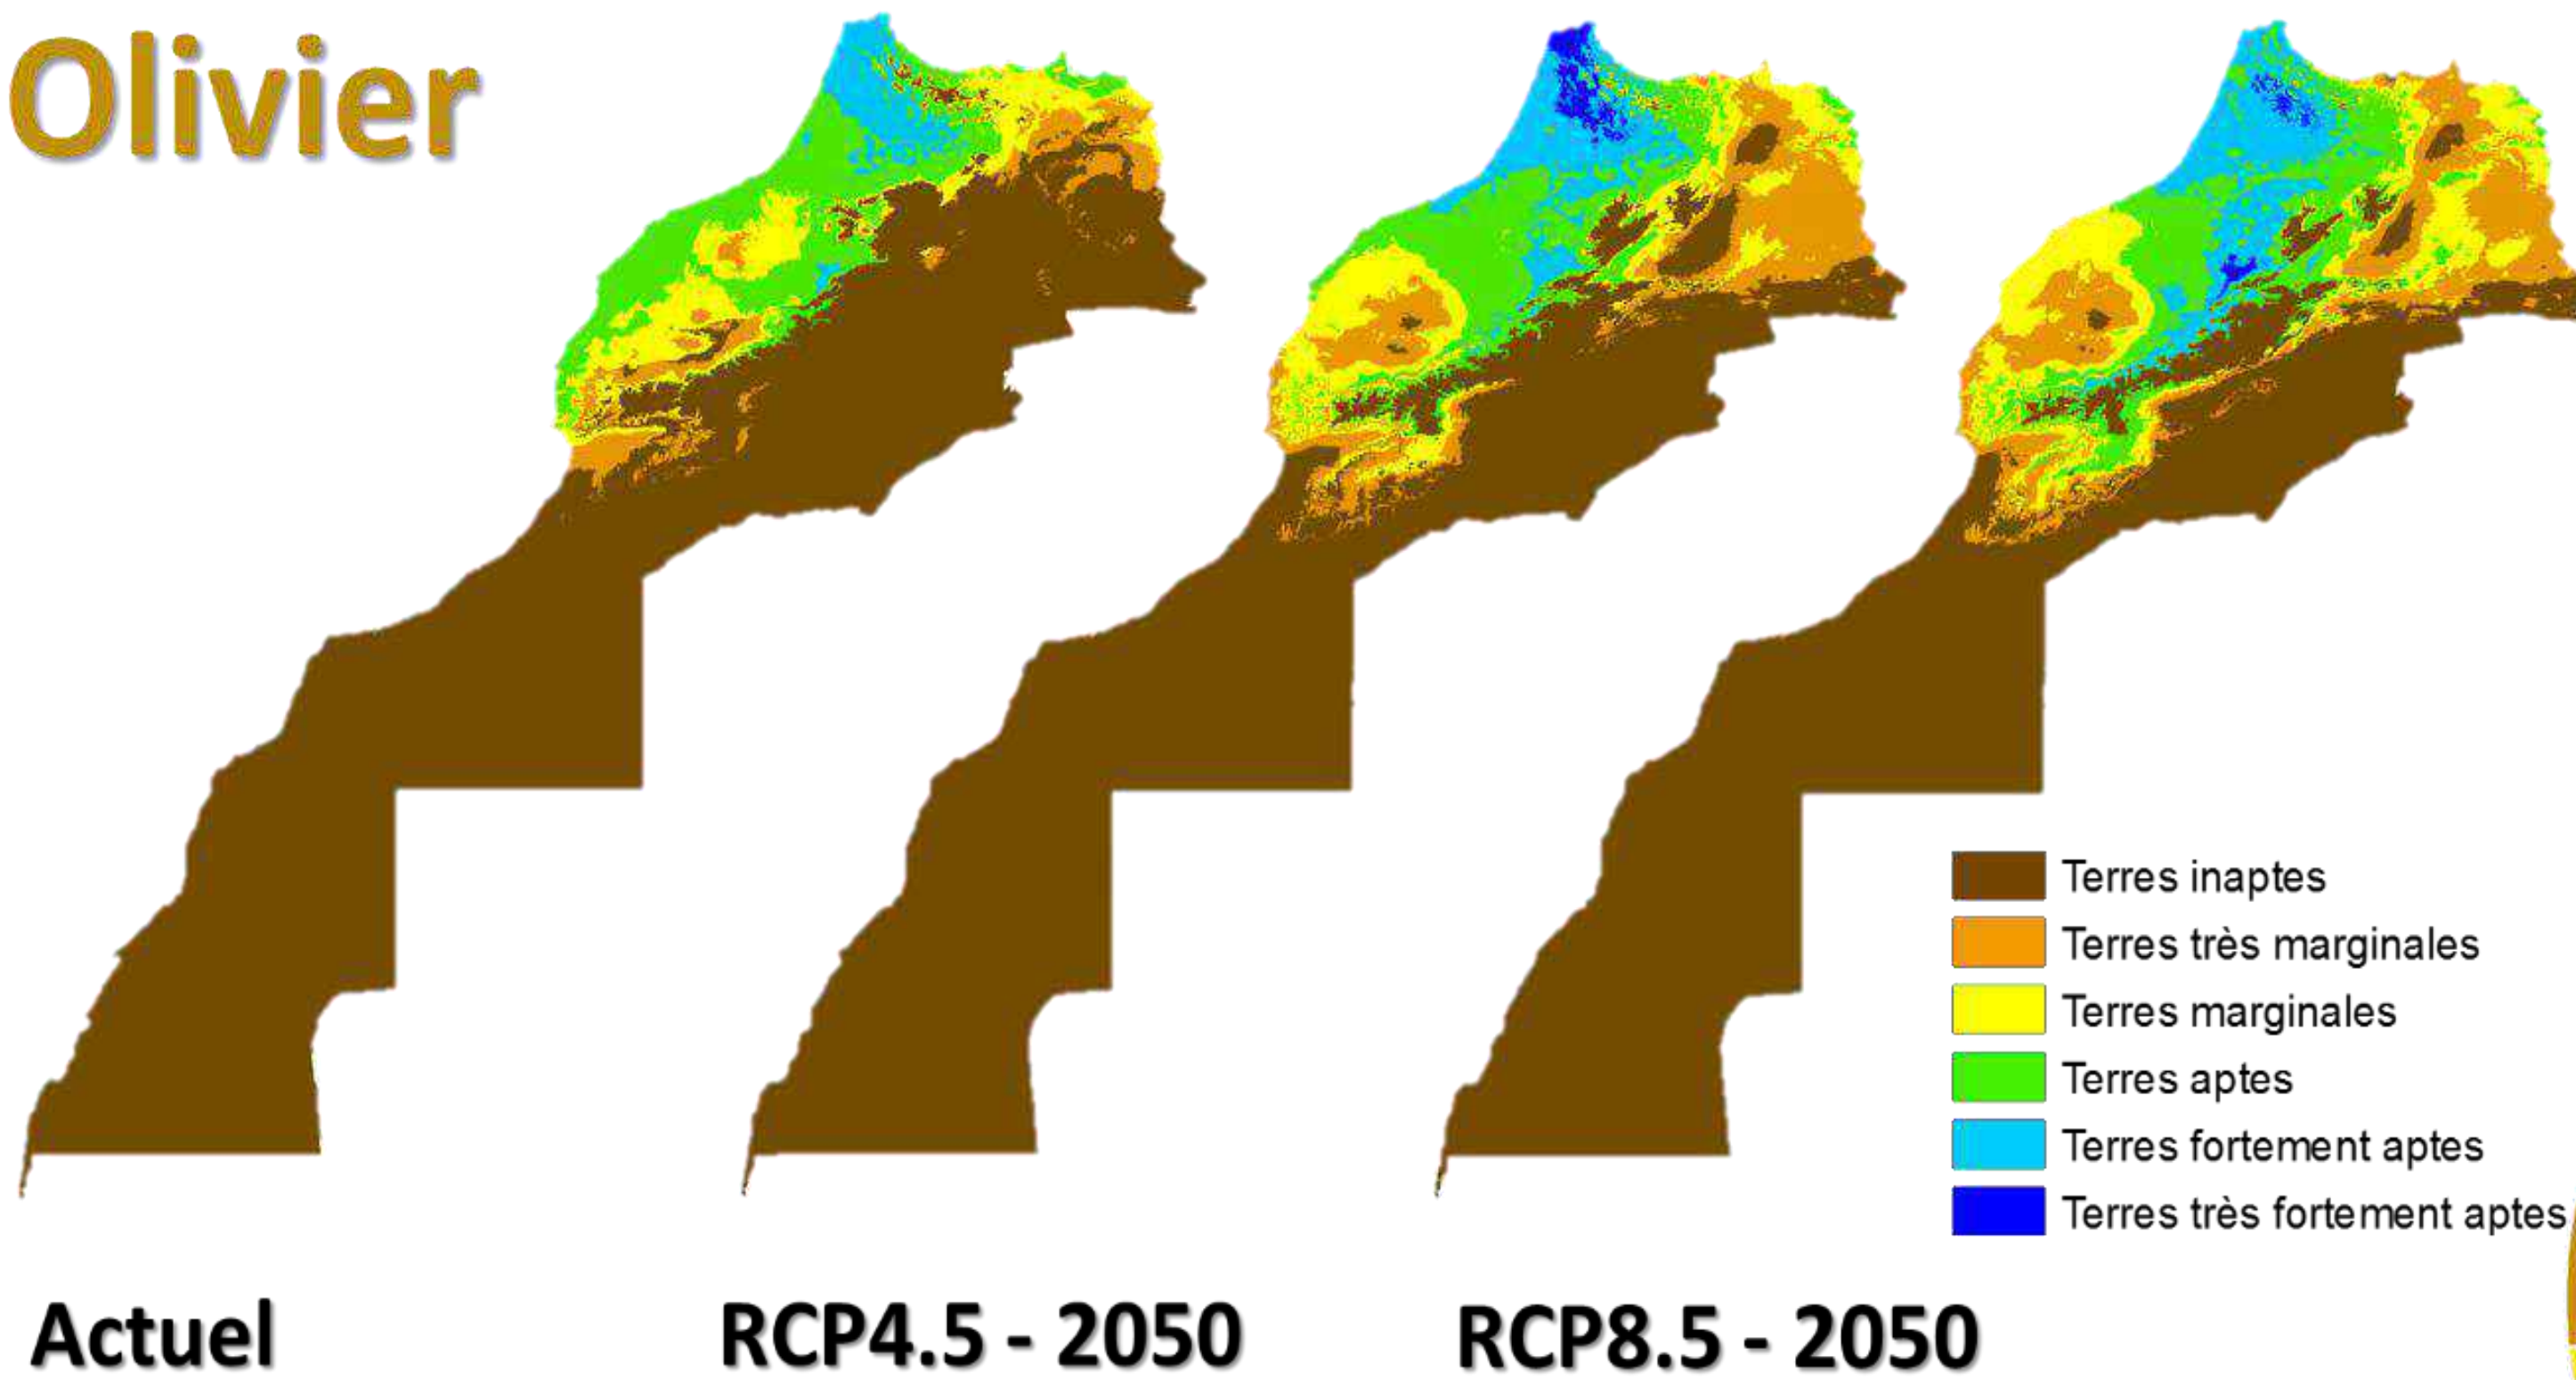 Olivier
Terres inaptes
Terres très marginales
Terres marginales
Terres aptes
Terres fortement aptes
Terres très fortement aptes
Actuel
RCP4.5 - 2050
RCP8.5 - 2050